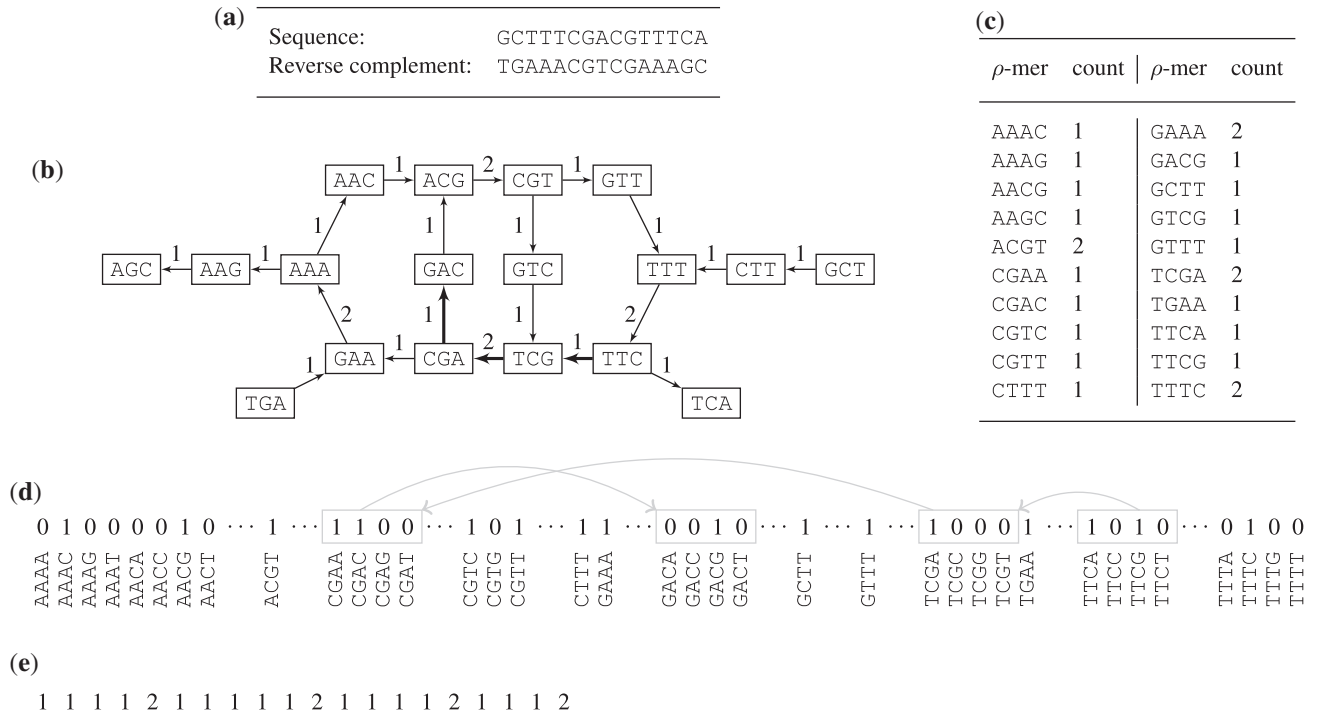 (a)
Sequence: GCTTTCGACGTTTCA
Reverse complement: TGAAACGTCGAAAGC
(b)
1 2 1
AAC ACG CGT GTT
1 1 1 1
1 1 1 1
AGC AAG AAA GAC GTC TTT CTT GCT
2 1 1 2
1 2 1
GAA CGA TCG TTC
1 1
TGA TCA
(c)
ρ-mer count ρ-mer count
AAAC 1 GAAA 2
AAAG 1 GACG 1
AACG 1 GCTT 1
AAGC 1 GTCG 1
ACGT 2 GTTT 1
CGAA 1 TCGA 2
CGAC 1 TGAA 1
CGTC 1 TTCA 1
CGTT 1 TTCG 1
CTTT 1 TTTC 2
(d)
0 1 0 0 0 0 1 0 ··· 1 ··· 1 1 0 0 ··· 1 0 1 ··· 1 1 ··· 0 0 1 0 ··· 1 ··· 1 ··· 1 0 0 0 1 ··· 1 0 1 0 ··· 0 1 0 0
AAAA AAAC AAAG AAAT AACA AACC AACG AACT ACGT CGAA CGAC CGAG CGAT CGTC CGTG CGTT CTTT GAAA GACA GACC GACG GACT GCTT GTTT TCGA TCGC TCGG TCGT TGAA TTCA TTCC TTCG TTCT TTTA TTTC TTTG TTTT
(e)
1 1 1 1 2 1 1 1 1 1 2 1 1 1 1 2 1 1 1 2